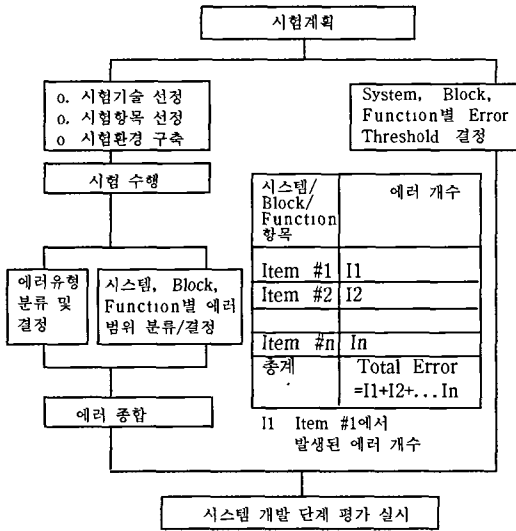 시험계획
o. 시험기술 선정
o. 시험항목 선정
o 시험환경 구축
System, Block,
Function별 Error
Threshold 결정
시험 수행
시스템/
Block/
Function
항목
에러 개수
Item #1 I1
Item #2 I2
Item #n In
총계 Total Error
=I1+I2+...In
I1 Item #1에서
발생된 에러 개수
에러유형
분류 및
결정
시스템, Block,
Function별 에러
범위 분류/결정
에러 종합
시스템 개발 단계 평가 실시